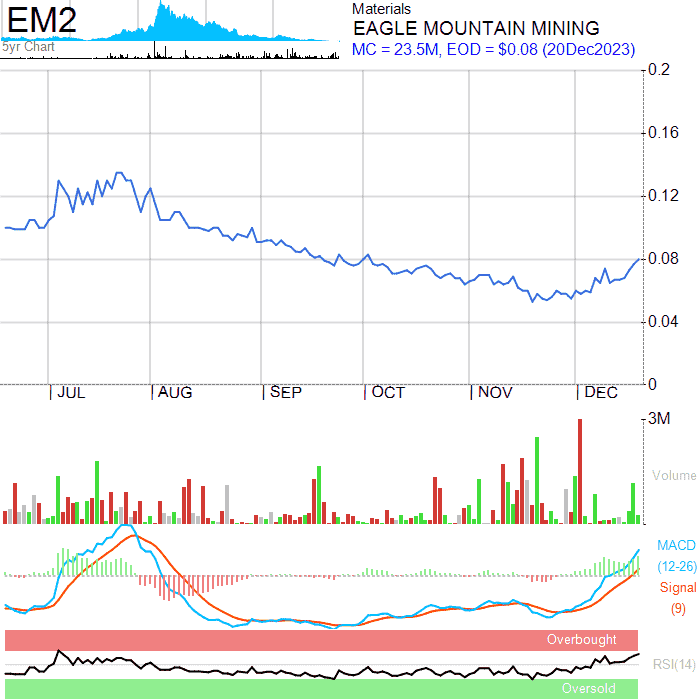 EM2
5yr Chart
Materials
EAGLE MOUNTAIN MINING
MC = 23.5M, EOD = $0.08 (20Dec2023)
0.2
0.16
0.12
0.08
0.04
0
JUL AUG SEP OCT NOV DEC
3M
Volume
MACD
(12-26)
Signal
(9)
Overbought
RSI(14)
Oversold